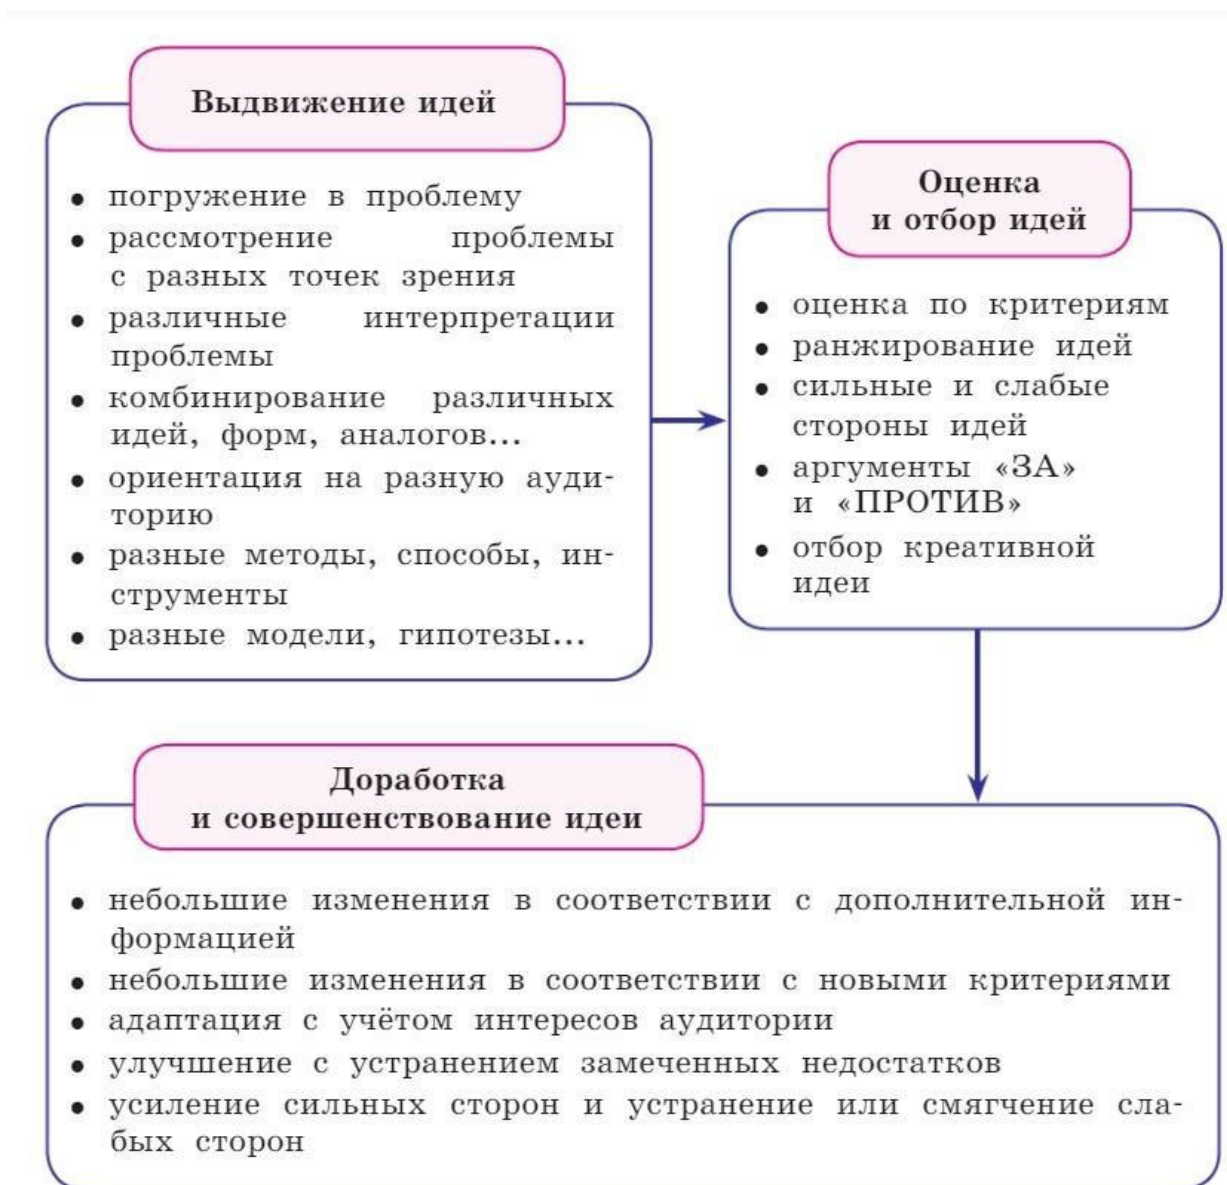 Выдвижение идей
• погружение в проблему
• рассмотрение проблемы
с разных точек зрения
• различные интерпретации
проблемы
• комбинирование различных
идей, форм, аналогов...
• ориентация на разную ауди-
торию
• разные методы, способы, ин-
струменты
• разные модели, гипотезы...
Оценка
и отбор идей
• оценка по критериям
• ранжирование идей
• сильные и слабые
стороны идей
• аргументы «ЗА»
и «ПРОТИВ»
• отбор креативной
идеи
Доработка
и совершенствование идеи
• небольшие изменения в соответствии с дополнительной ин-
формацией
• небольшие изменения в соответствии с новыми критериями
• адаптация с учётом интересов аудитории
• улучшение с устранением замеченных недостатков
• усиление сильных сторон и устранение или смягчение сла-
бых сторон